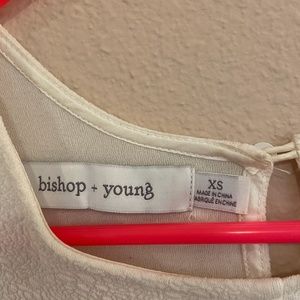 bishop + young
XS
MADE IN CHINA
FABRIQUÉ EN CHINE